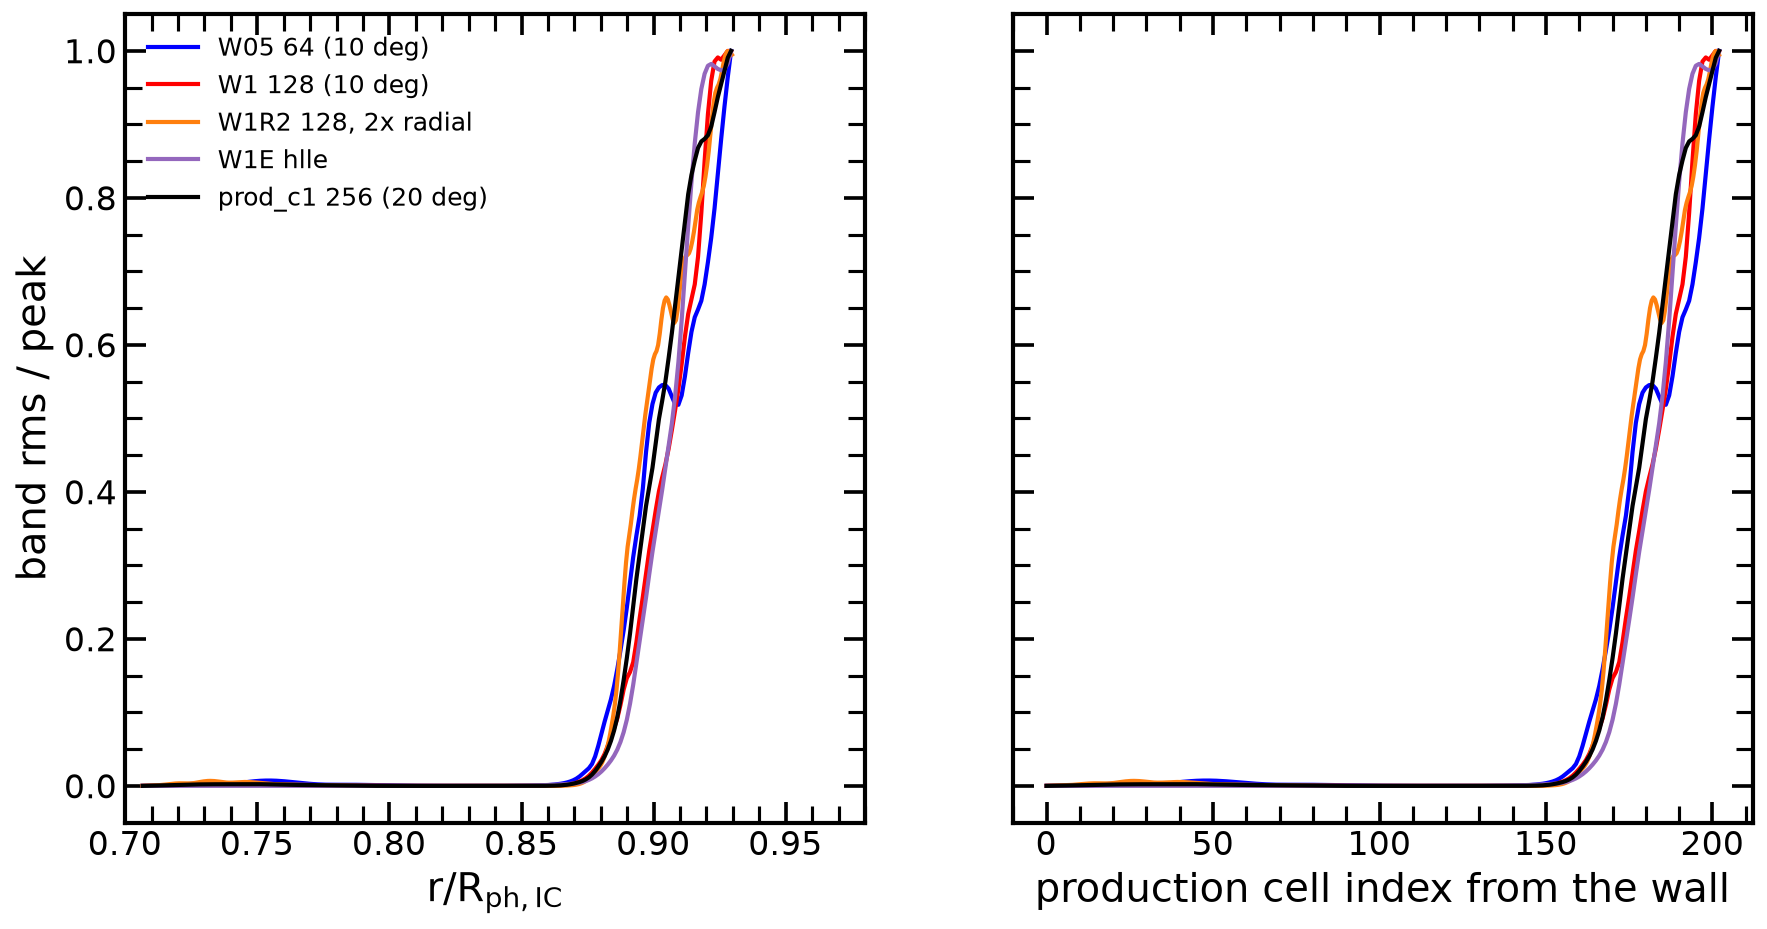 W05 64 (10 deg)
W1 128 (10 deg)
W1R2 128, 2x radial
W1E hlle
prod_c1 256 (20 deg)
band rms / peak
1.0
0.8
0.6
0.4
0.2
0.0
0.70 0.75 0.80 0.85 0.90 0.95
r/R_ph, IC
0 50 100 150 200
production cell index from the wall